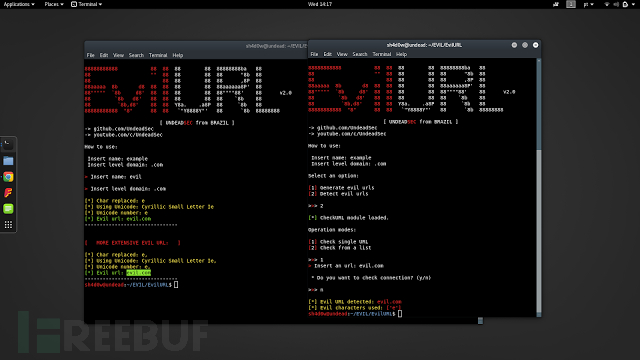 Applications ▾ Places ▾ Terminal ▾
Wed 14:17
1
pt ▾
sh4d0w@undead: ~/EVIL/EvilURL
File Edit View Search Terminal Help
v2.0
[ UNDEADSEC from BRAZIL ]
-> github.com/UndeadSec
-> youtube.com/c/UndeadSec
How to use:
Insert name: example
Insert level domain: .com
> Insert name: evil
> Insert level domain: .com
[*] Char replaced: e
[*] Using Unicode: Cyrillic Small Letter Ie
[*] Unicode number: е
[*] Evil url: еvil.com
-------------------------------
[ MORE EXTENSIVE EVIL URL: ]
[*] Char replaced: e,
[*] Using Unicode: Cyrillic Small Letter Ie,
[*] Unicode number: е,
[*] Evil url: еvil.com
-------------------------------
sh4d0w@undead:~/EVIL/EvilURL$
sh4d0w@undead: ~/EVIL/EvilURL
File Edit View Search Terminal Help
v2.0
[ UNDEADSEC from BRAZIL ]
-> github.com/UndeadSec
-> youtube.com/c/UndeadSec
How to use:
Insert name: example
Insert level domain: .com
Select an option:
[1] Generate evil urls
[2] Detect evil urls
>-> 2
[*] CheckURL module loaded.
Operation modes:
[1] Check single URL
[2] Check from a list
>-> 1
> Insert an url: еvil.com
* Do you want to check connection? (y/n)
>-> n
[*] Evil URL detected: еvil.com
[*] Evil characters used:
sh4d0w@undead:~/EVIL/EvilURL$
FREEBUF